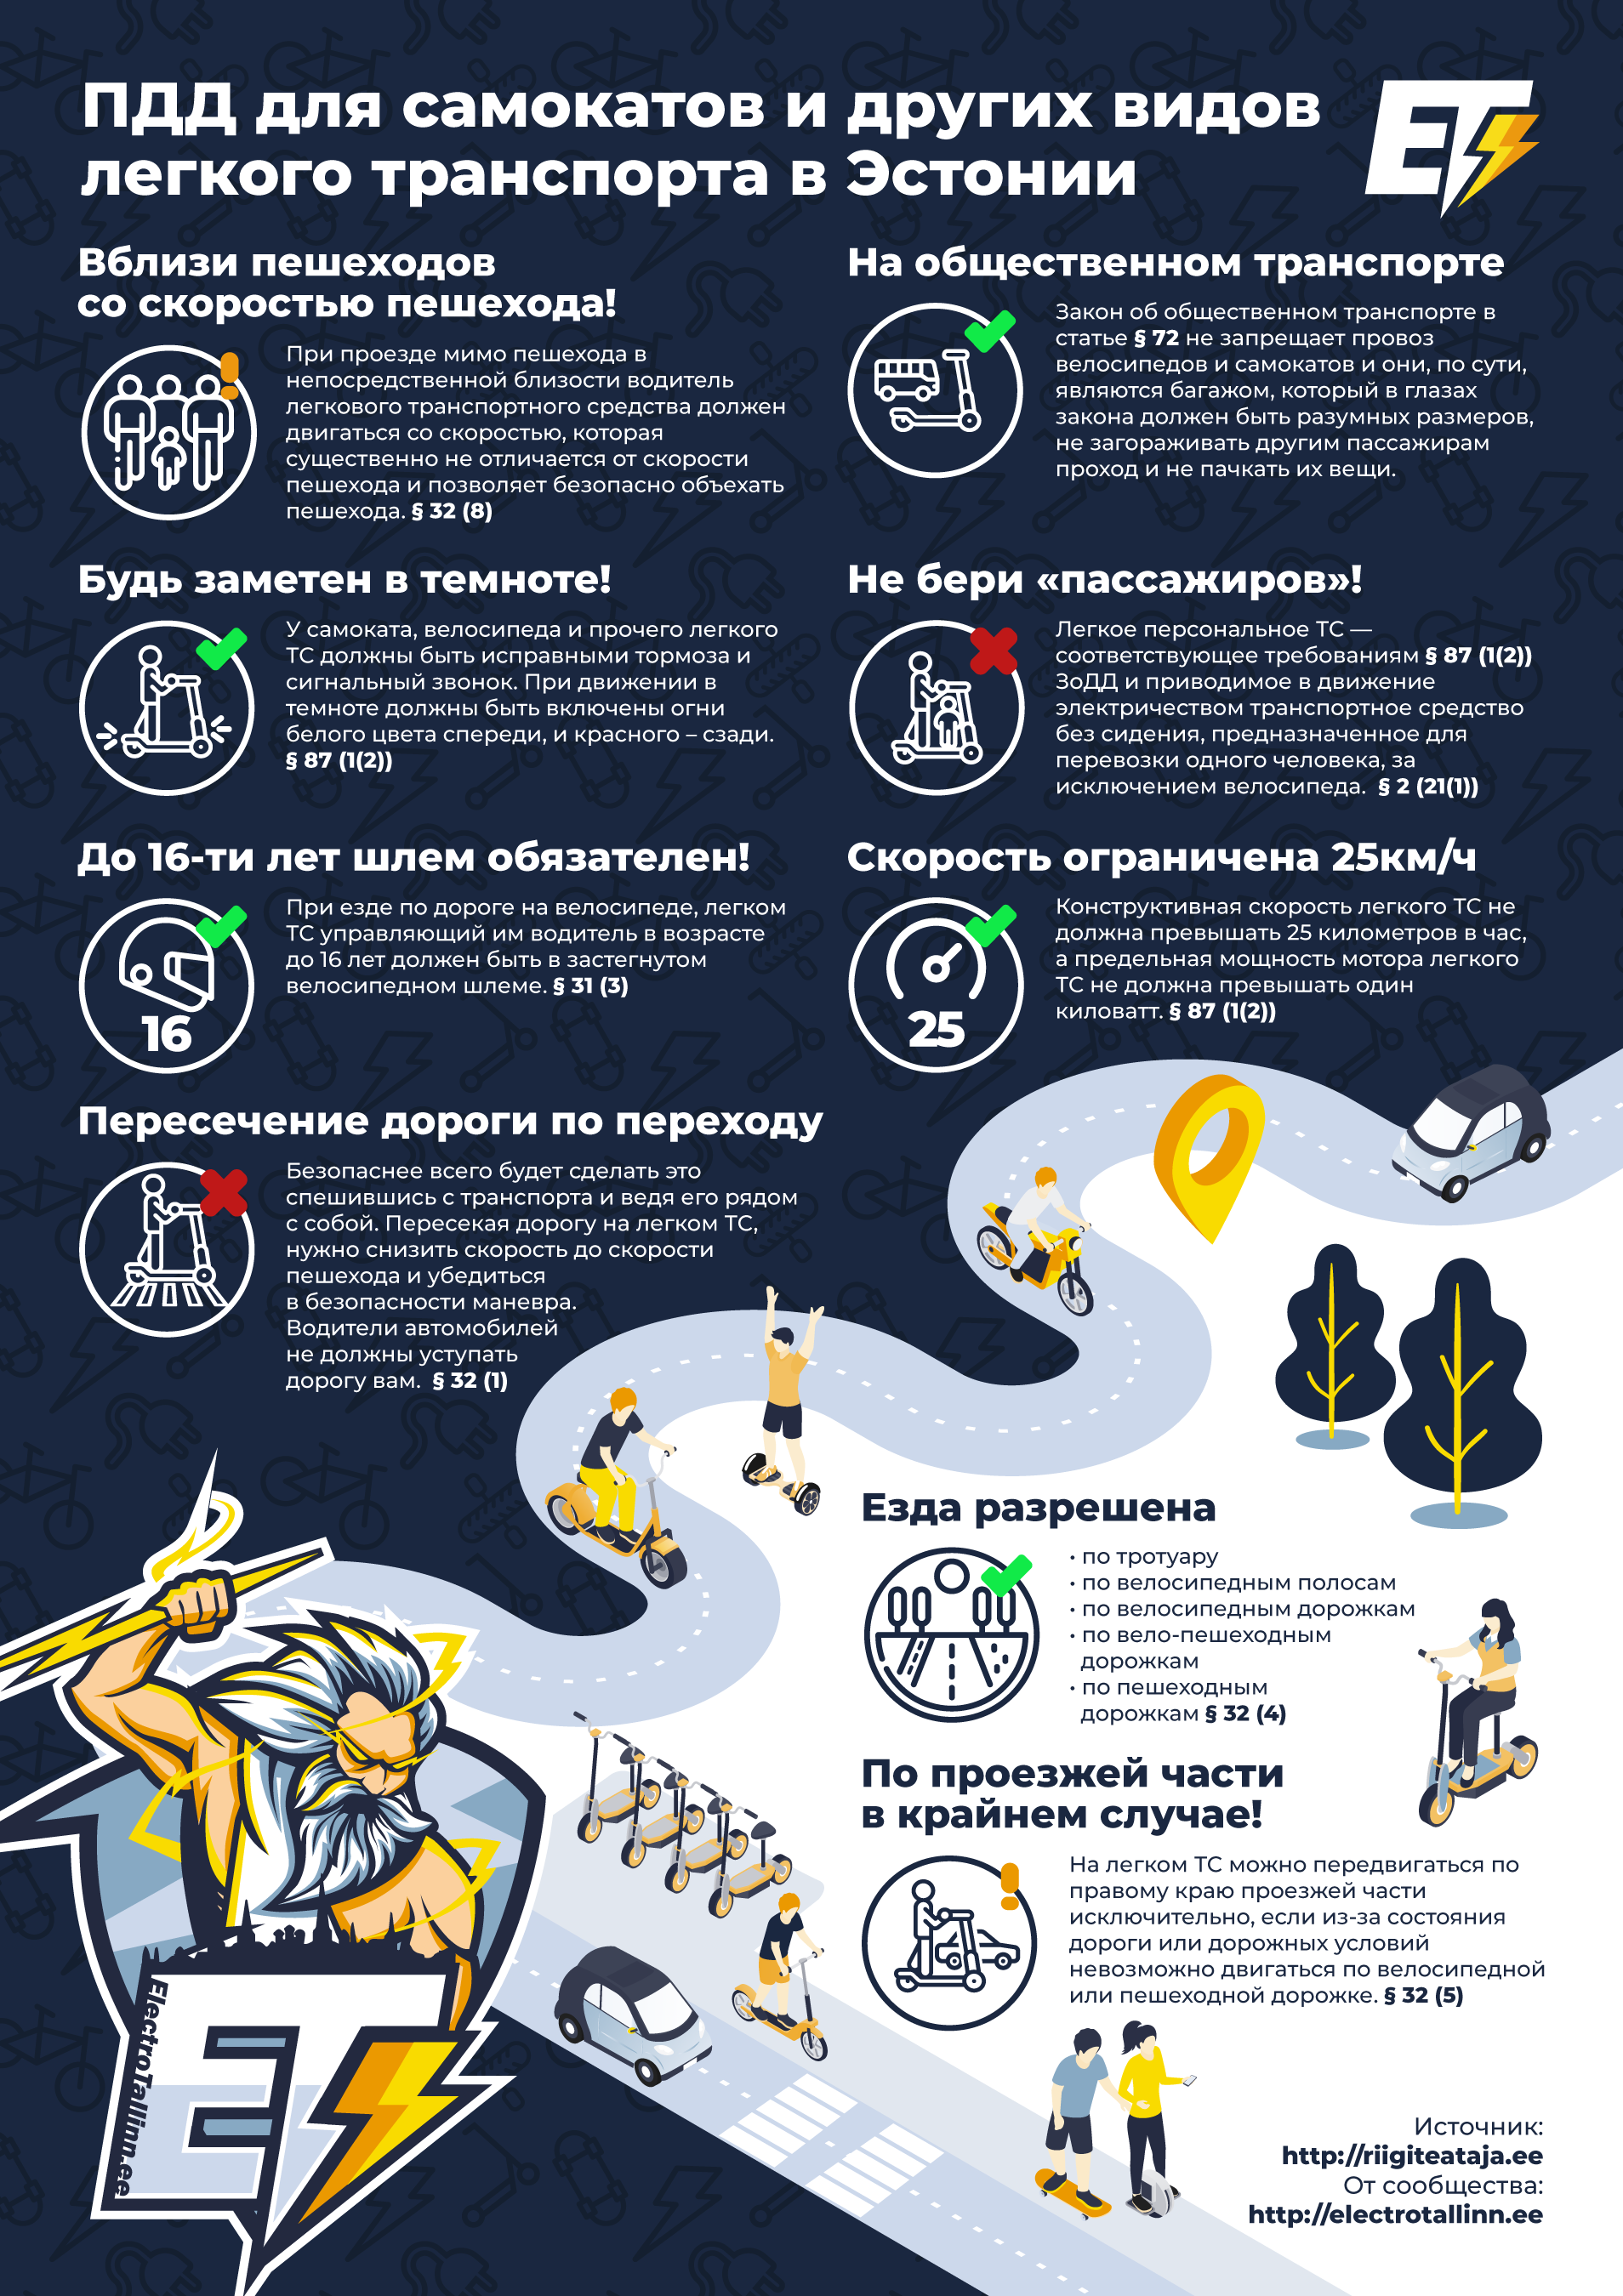 ПДД для самокатов и других видов
легкого транспорта в Эстонии
ET
Вблизи пешеходов
со скоростью пешехода!
При проезде мимо пешехода в
непосредственной близости водитель
легкового транспортного средства должен
двигаться со скоростью, которая
существенно не отличается от скорости
пешехода и позволяет безопасно объехать
пешехода. § 32 (8)
На общественном транспорте
Закон об общественном транспорте в
статье § 72 не запрещает провоз
велосипедов и самокатов и они, по сути,
являются багажом, который в глазах
закона должен быть разумных размеров,
не загораживать другим пассажирам
проход и не пачкать их вещи.
Будь заметен в темноте!
У самоката, велосипеда и прочего легкого
ТС должны быть исправными тормоза и
сигнальный звонок. При движении в
темноте должны быть включены огни
белого цвета спереди, и красного – сзади.
§ 87 (1(2))
Не бери «пассажиров»!
Легкое персональное ТС —
соответствующее требованиям § 87 (1(2))
ЗоДД и приводимое в движение
электричеством транспортное средство
без сидения, предназначенное для
перевозки одного человека, за
исключением велосипеда. § 2 (21(1))
До 16-ти лет шлем обязателен!
16
При езде по дороге на велосипеде, легком
ТС управляющий им водитель в возрасте
до 16 лет должен быть в застегнутом
велосипедном шлеме. § 31 (3)
Скорость ограничена 25км/ч
25
Конструктивная скорость легкого ТС не
должна превышать 25 километров в час,
а предельная мощность мотора легкого
ТС не должна превышать один
киловатт. § 87 (1(2))
Пересечение дороги по переходу
Безопаснее всего будет сделать это
спешившись с транспорта и ведя его рядом
с собой. Пересекая дорогу на легком ТС,
нужно снизить скорость до скорости
пешехода и убедиться
в безопасности маневра.
Водители автомобилей
не должны уступать
дорогу вам. § 32 (1)
Езда разрешена
• по тротуару
• по велосипедным полосам
• по велосипедным дорожкам
• по вело-пешеходным
дорожкам
• по пешеходным
дорожкам § 32 (4)
По проезжей части
в крайнем случае!
На легком ТС можно передвигаться по
правому краю проезжей части
исключительно, если из-за состояния
дороги или дорожных условий
невозможно двигаться по велосипедной
или пешеходной дорожке. § 32 (5)
ElectroTallinn.ee
ET
Источник:
http://riigiteataja.ee
От сообщества:
http://electrotallinn.ee